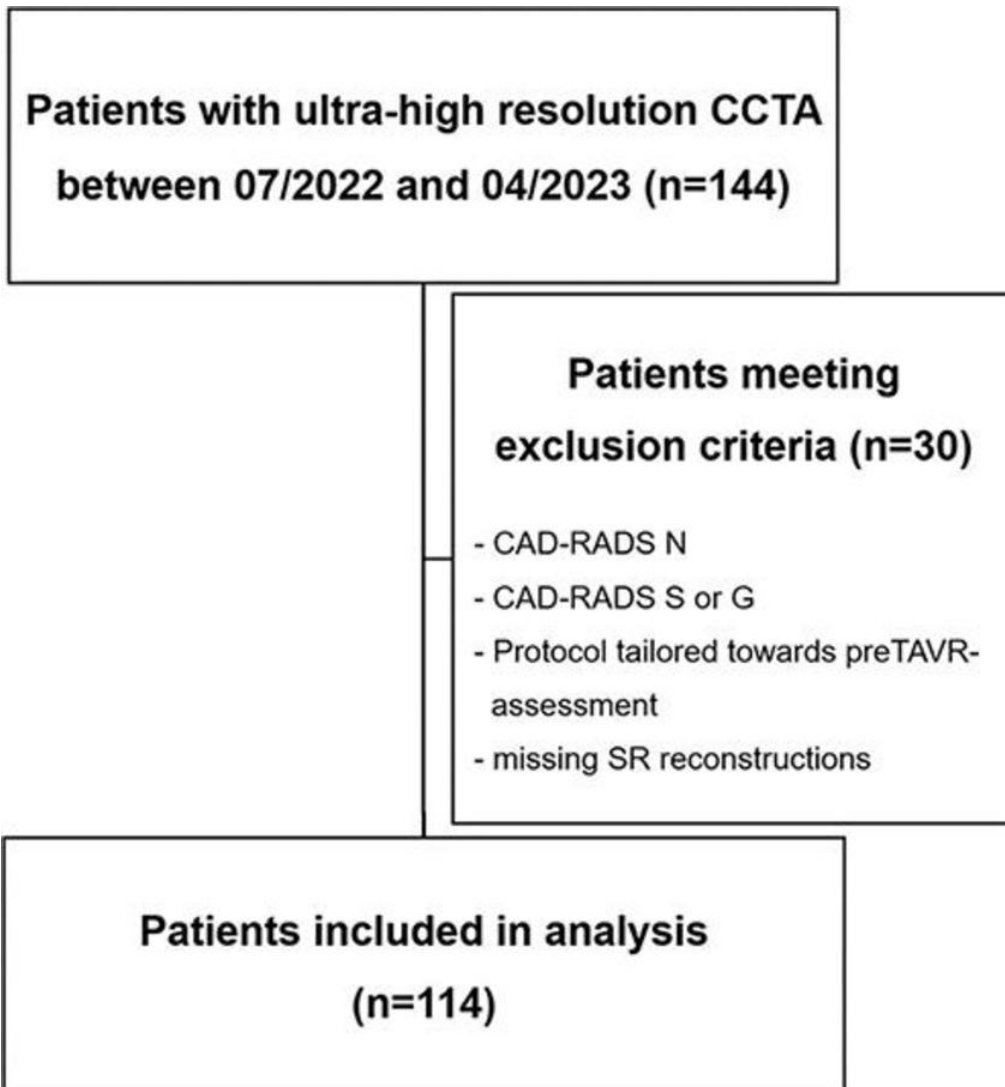 Patients with ultra-high resolution CCTA
between 07/2022 and 04/2023 (n=144)
Patients meeting
exclusion criteria (n=30)
- CAD-RADS N
- CAD-RADS S or G
- Protocol tailored towards preTAVR-
assessment
- missing SR reconstructions
Patients included in analysis
(n=114)